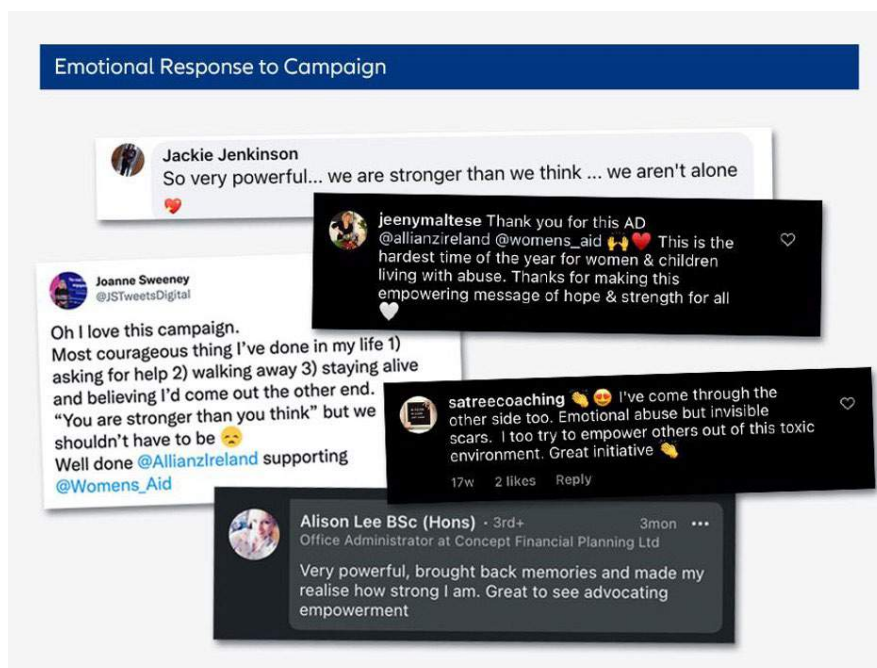 Emotional Response to Campaign
Jackie Jenkinson
So very powerful... we are stronger than we think ... we aren't alone
💖
jeenymaltese Thank you for this AD
@allianzireland @womens_aid 🙌❤️ This is the
hardest time of the year for women & children
living with abuse. Thanks for making this
empowering message of hope & strength for all
🤍
Joanne Sweeney
@JSTweetsDigital
Oh I love this campaign.
Most courageous thing I've done in my life 1)
asking for help 2) walking away 3) staying alive
and believing I'd come out the other end.
“You are stronger than you think” but we
shouldn't have to be 😞
Well done @AllianzIreland supporting
@Womens_Aid
satreecoaching 👏😍 I've come through the
other side too. Emotional abuse but invisible
scars. I too try to empower others out of this toxic
environment. Great initiative 👏
17w 2 likes Reply
Alison Lee BSc (Hons) · 3rd+ 3mon ···
Office Administrator at Concept Financial Planning Ltd
Very powerful, brought back memories and made my
realise how strong I am. Great to see advocating
empowerment